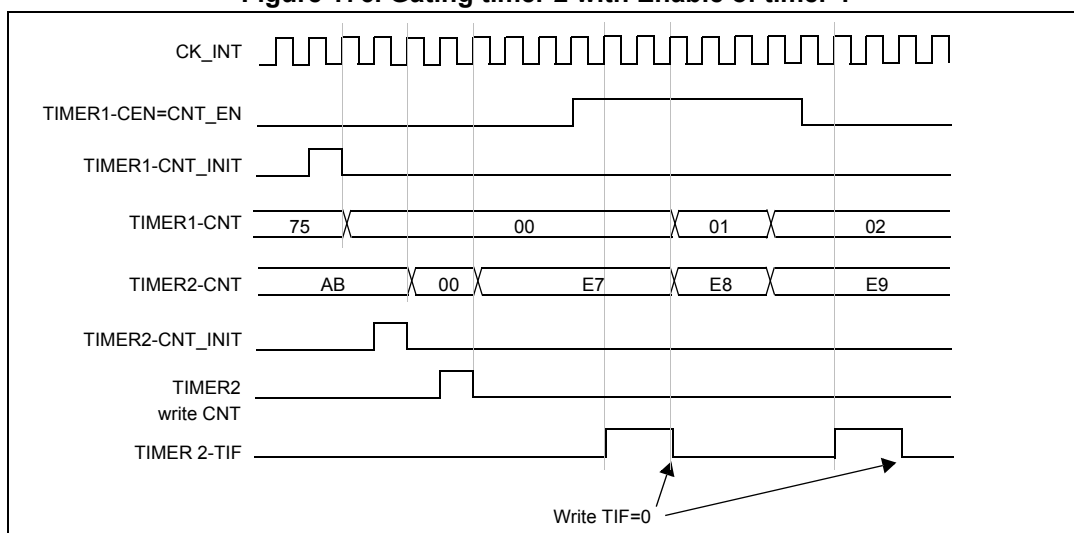 CK_INT
TIMER1-CEN=CNT_EN
TIMER1-CNT_INIT
TIMER1-CNT 75 00 01 02
TIMER2-CNT AB 00 E7 E8 E9
TIMER2-CNT_INIT
TIMER2
write CNT
TIMER 2-TIF
Write TIF=0